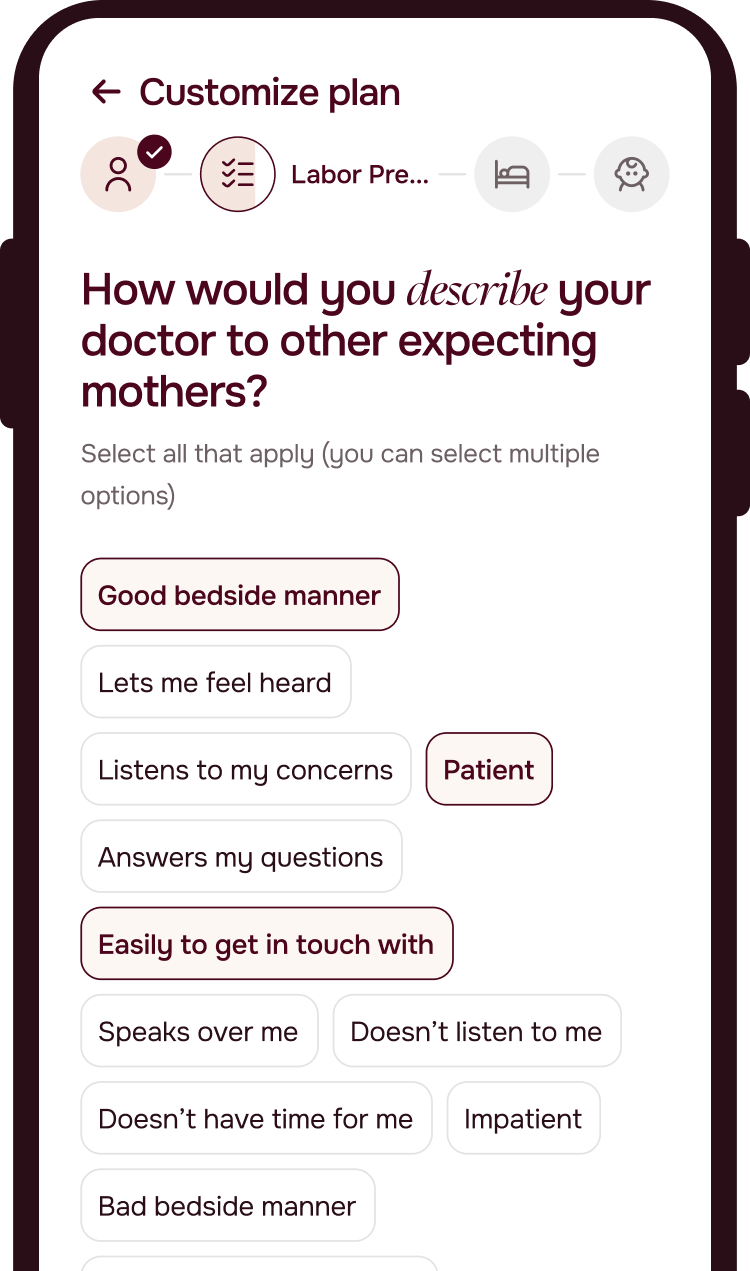 Customize plan
Labor Pre...
How would you describe your
doctor to other expecting
mothers?
Select all that apply (you can select multiple
options)
Good bedside manner
Lets me feel heard
Listens to my concerns Patient
Answers my questions
Easily to get in touch with
Speaks over me Doesn’t listen to me
Doesn’t have time for me Impatient
Bad bedside manner